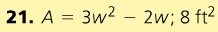 21. A = 3w² − 2w; 8 ft²